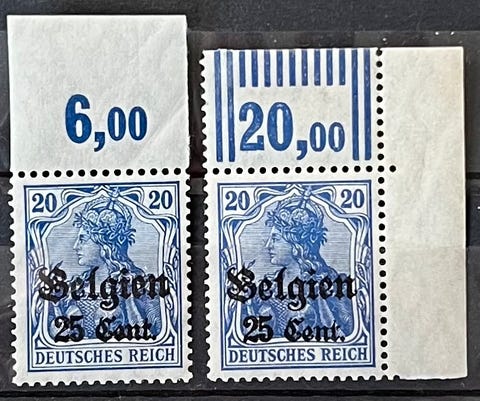 6,00
20 20
Belgien
25 Cent.
DEUTSCHES REICH
20,00
20 20
Belgien
25 Cent.
DEUTSCHES REICH